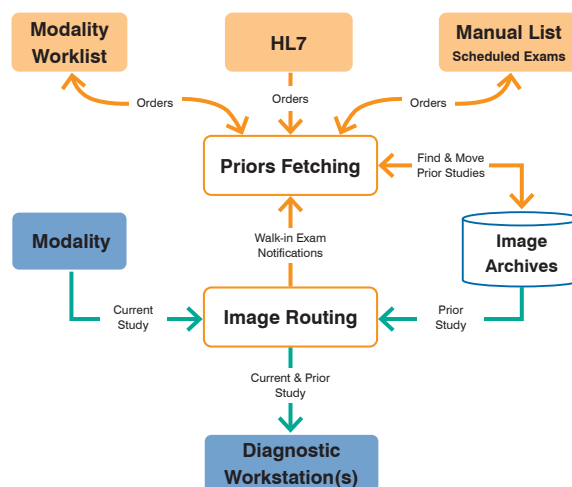 Modality
Worklist
HL7
Manual List
Scheduled Exams
Orders
Orders
Orders
Priors Fetching
Find & Move
Prior Studies
Modality
Walk-in Exam
Notifications
Image
Archives
Current
Study
Image Routing
Prior
Study
Current & Prior
Study
Diagnostic
Workstation(s)